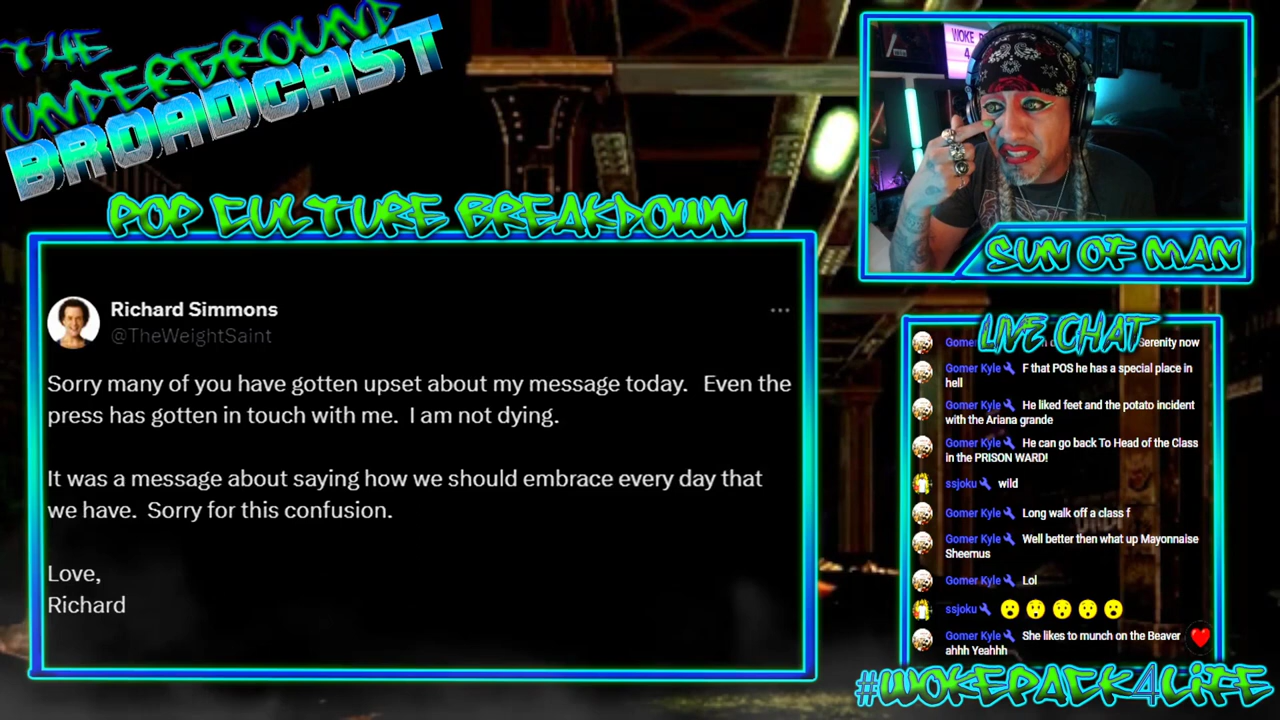 THE
UNDERGROUND
BROADCAST
POP CULTURE BREAKDOWN
Richard Simmons
@TheWeightSaint
Sorry many of you have gotten upset about my message today. Even the
press has gotten in touch with me. I am not dying.
It was a message about saying how we should embrace every day that
we have. Sorry for this confusion.
Love,
Richard
WOKE
4
SUN OF MAN
LIVE CHAT
Gomer Serenity now
Gomer Kyle F that POS he has a special place in
hell
Gomer Kyle He liked feet and the potato incident
with the Ariana grande
Gomer Kyle He can go back To Head of the Class
in the PRISON WARD!
ssjoku wild
Gomer Kyle Long walk off a class f
Gomer Kyle Well better then what up Mayonnaise
Sheemus
Gomer Kyle Lol
ssjoku 😮😮😮😮😮
Gomer Kyle She likes to munch on the Beaver
ahhh Yeahhh
#WOKEPACK4LIFE